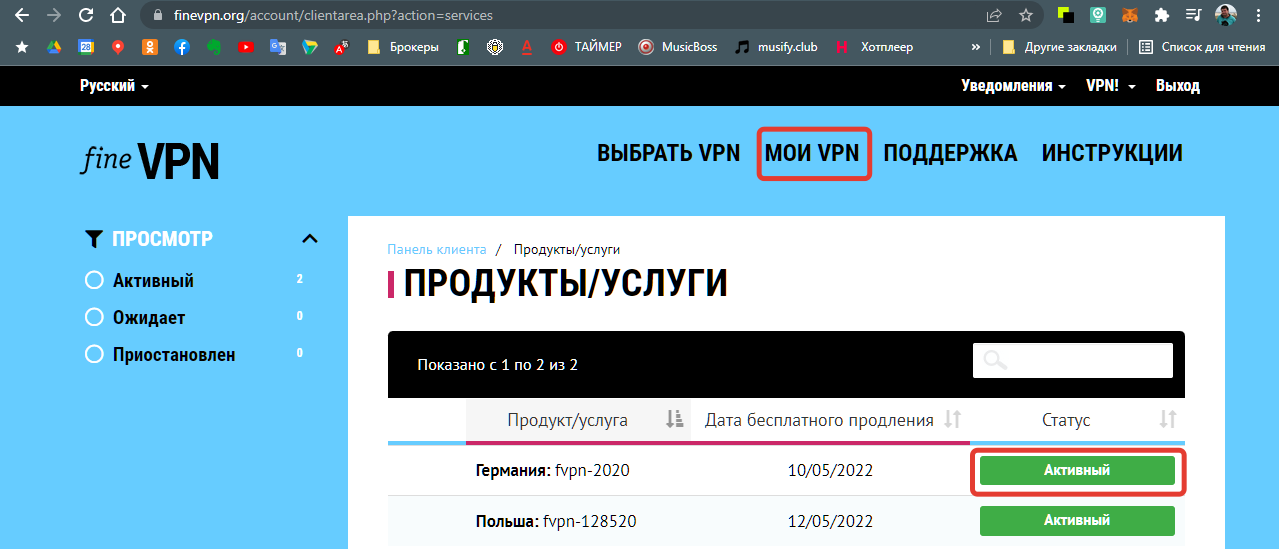 finevpn.org/account/clientarea.php?action=services
28 Брокеры A ТАЙМЕР MusicBoss musify.club H Хотплеер » Другие закладки Список для чтения
Русский Уведомления VPN! Выход
fine VPN ВЫБРАТЬ VPN МОИ VPN ПОДДЕРЖКА ИНСТРУКЦИИ
ПРОСМОТР
Активный 2
Ожидает 0
Приостановлен 0
Панель клиента / Продукты/услуги
ПРОДУКТЫ/УСЛУГИ
Показано с 1 по 2 из 2
Продукт/услуга Дата бесплатного продления Статус
Германия: fvpn-2020 10/05/2022 Активный
Польша: fvpn-128520 12/05/2022 Активный